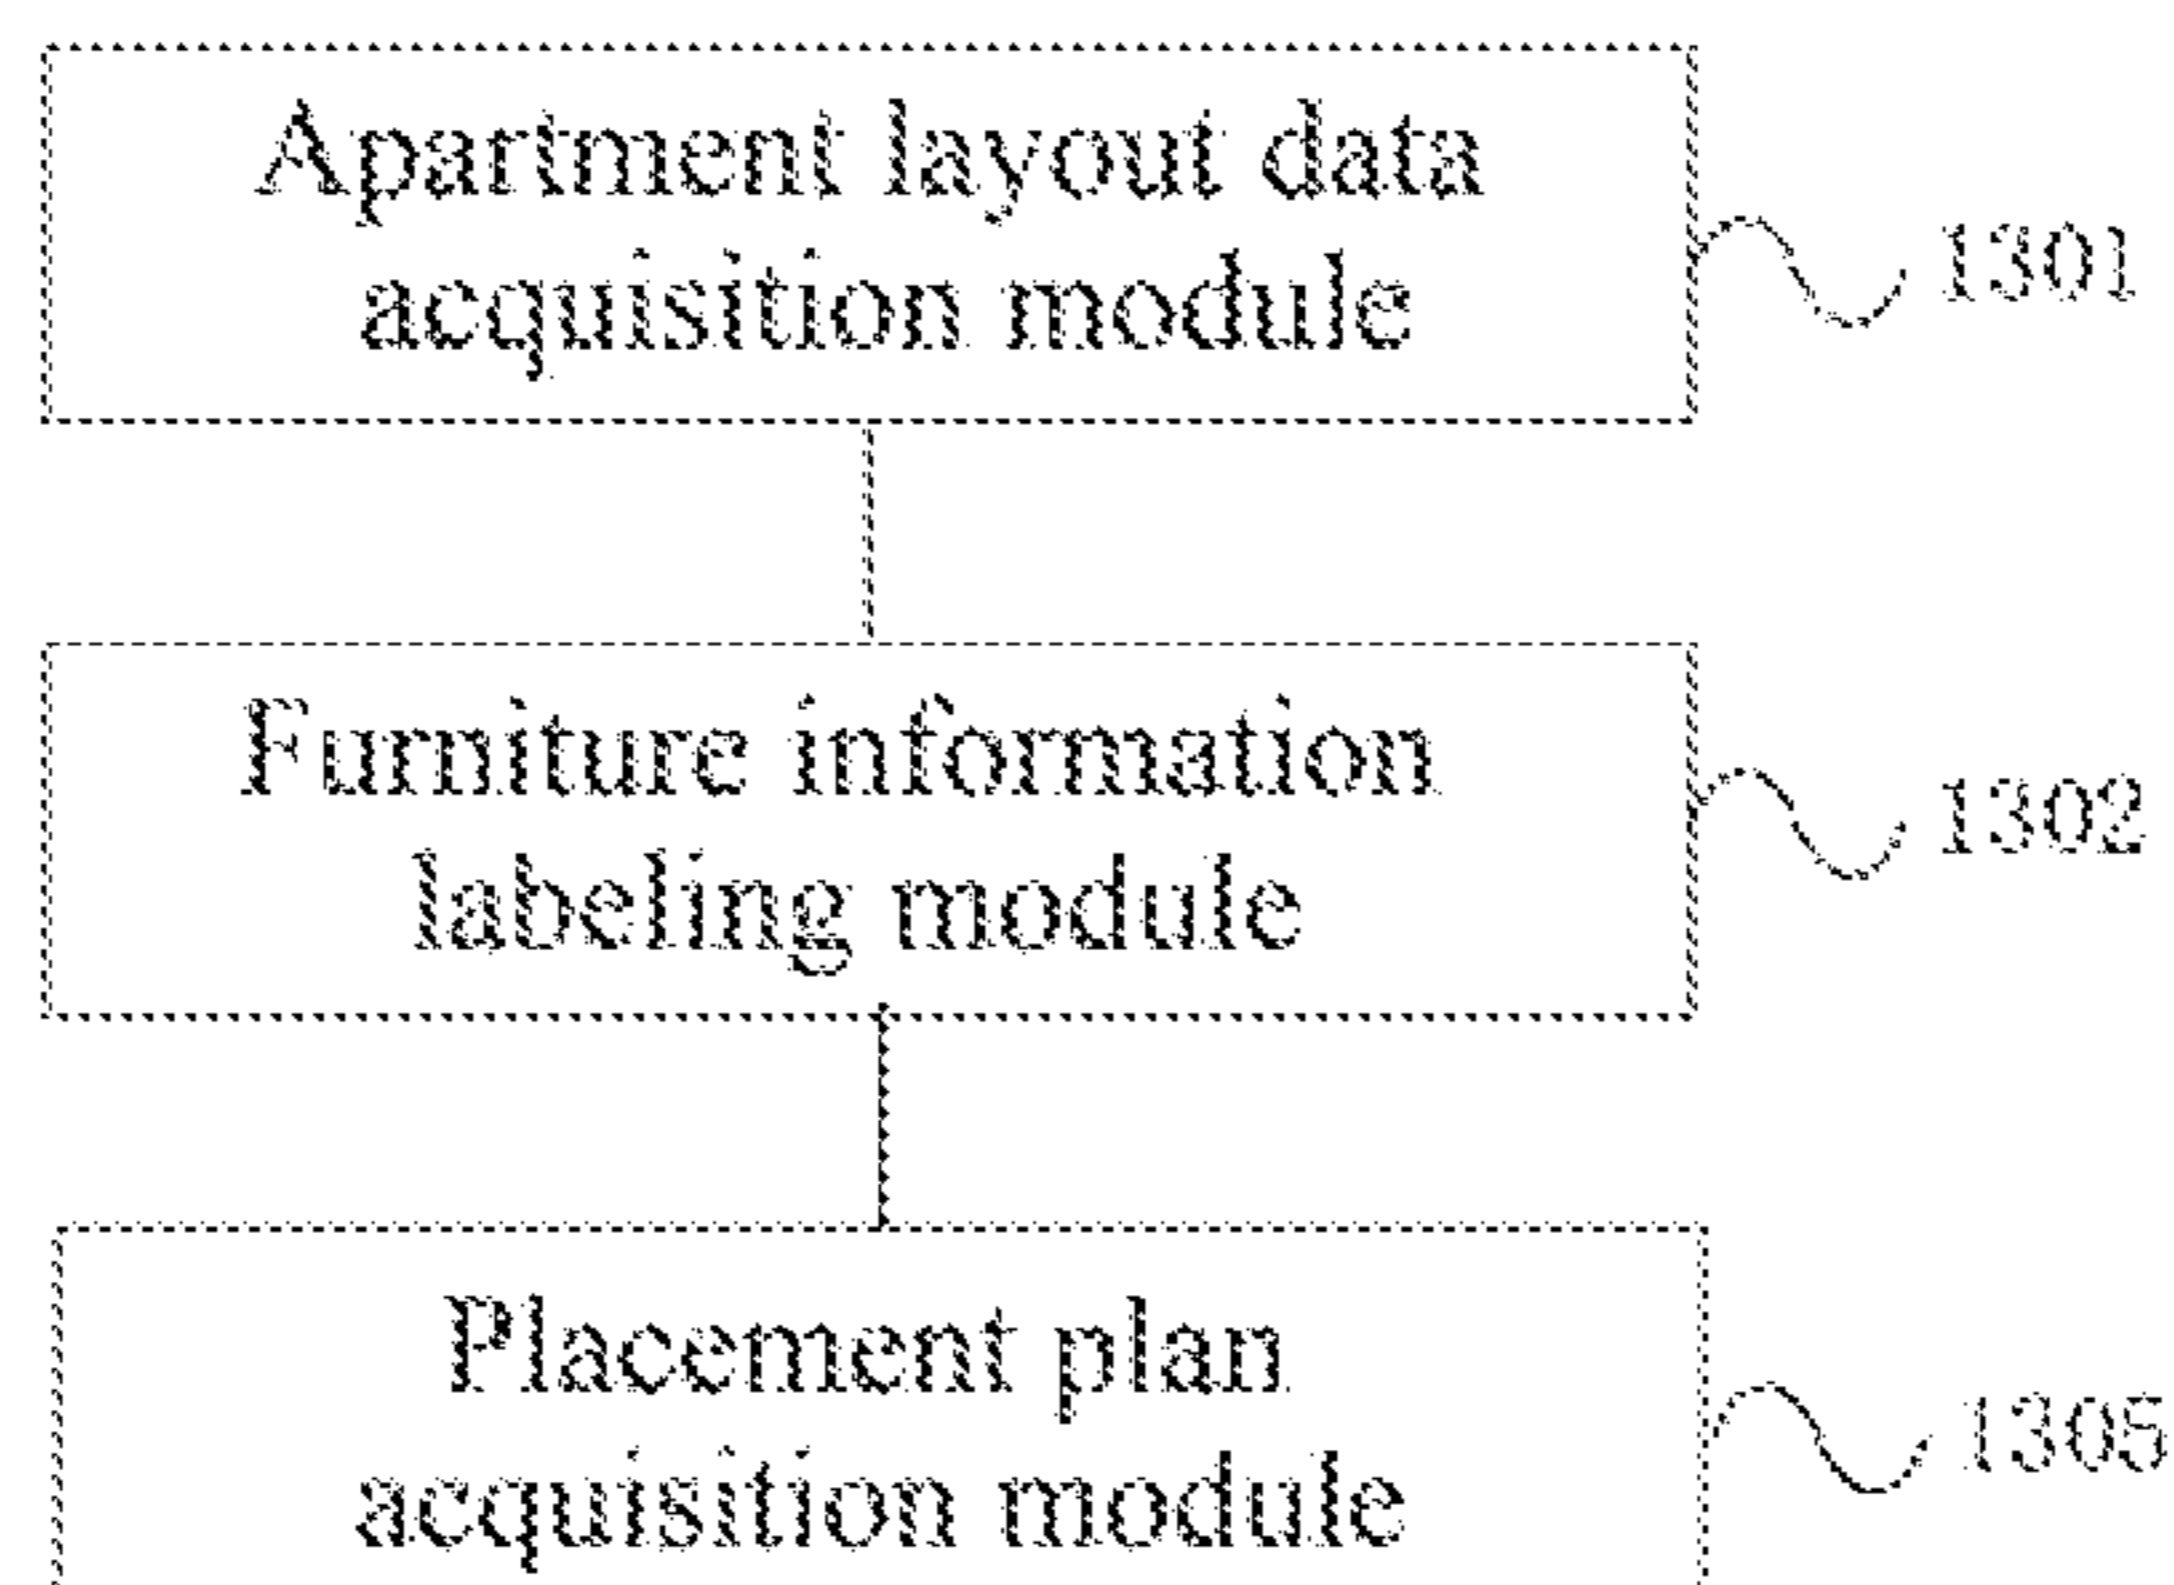 Apartment layout data
acquisition module
1301
Furniture information
labeling module
1302
Placement plan
acquisition module
1305